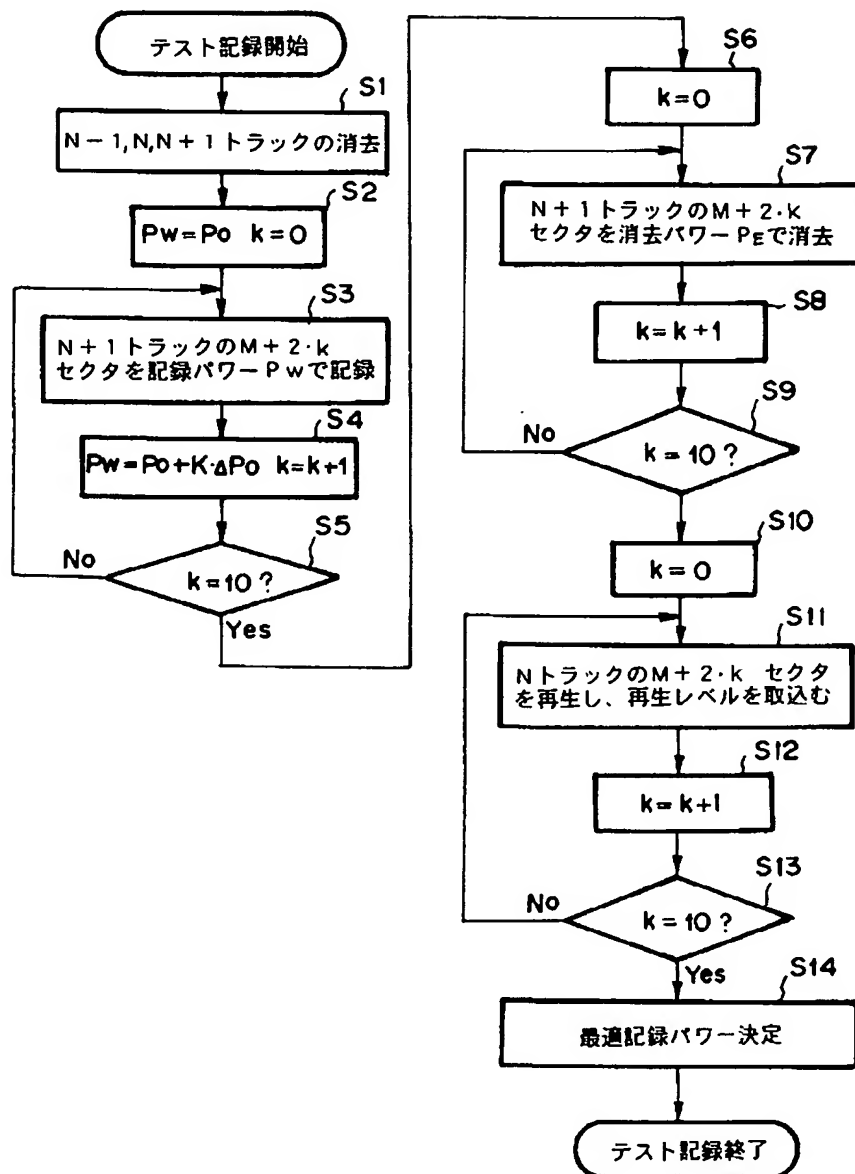 テスト記録開始
S1
N-1,N,N+1トラックの消去
S2
Pw=Po k=0
S3
N+1トラックのM+2·k
セクタを記録パワーPwで記録
S4
Pw=Po+K·ΔPo k=k+1
S5
No
k=10?
Yes
S6
k=0
S7
N+1トラックのM+2·k
セクタを消去パワーPEで消去
S8
k=k+1
S9
No
k=10?
S10
k=0
S11
NトラックのM+2·k セクタ
を再生し、再生レベルを取込む
S12
k=k+1
S13
No
k=10?
Yes
S14
最適記録パワー決定
テスト記録終了